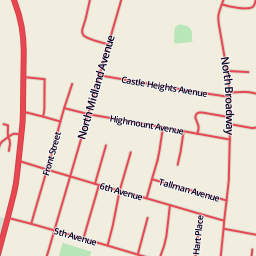 North Midland Avenue
Castle Heights Avenue
North Broadway
Highmount Avenue
Front Street
6th Avenue
Tallman Avenue
5th Avenue
Hart Place